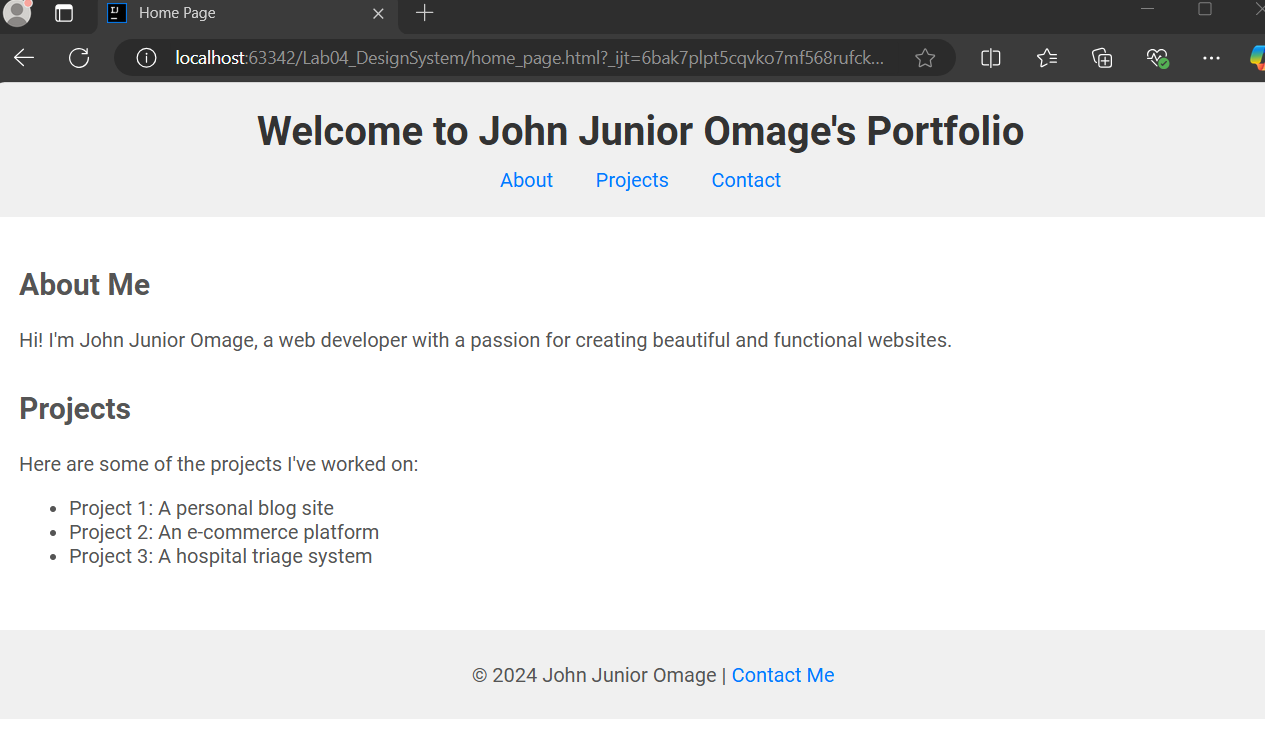 Home Page
localhost:63342/Lab04_DesignSystem/home_page.html?_ijt=6bak7plpt5cqvko7mf568rufck...
Welcome to John Junior Omage's Portfolio
About Projects Contact
About Me
Hi! I'm John Junior Omage, a web developer with a passion for creating beautiful and functional websites.
Projects
Here are some of the projects I've worked on:
• Project 1: A personal blog site
• Project 2: An e-commerce platform
• Project 3: A hospital triage system
© 2024 John Junior Omage | Contact Me